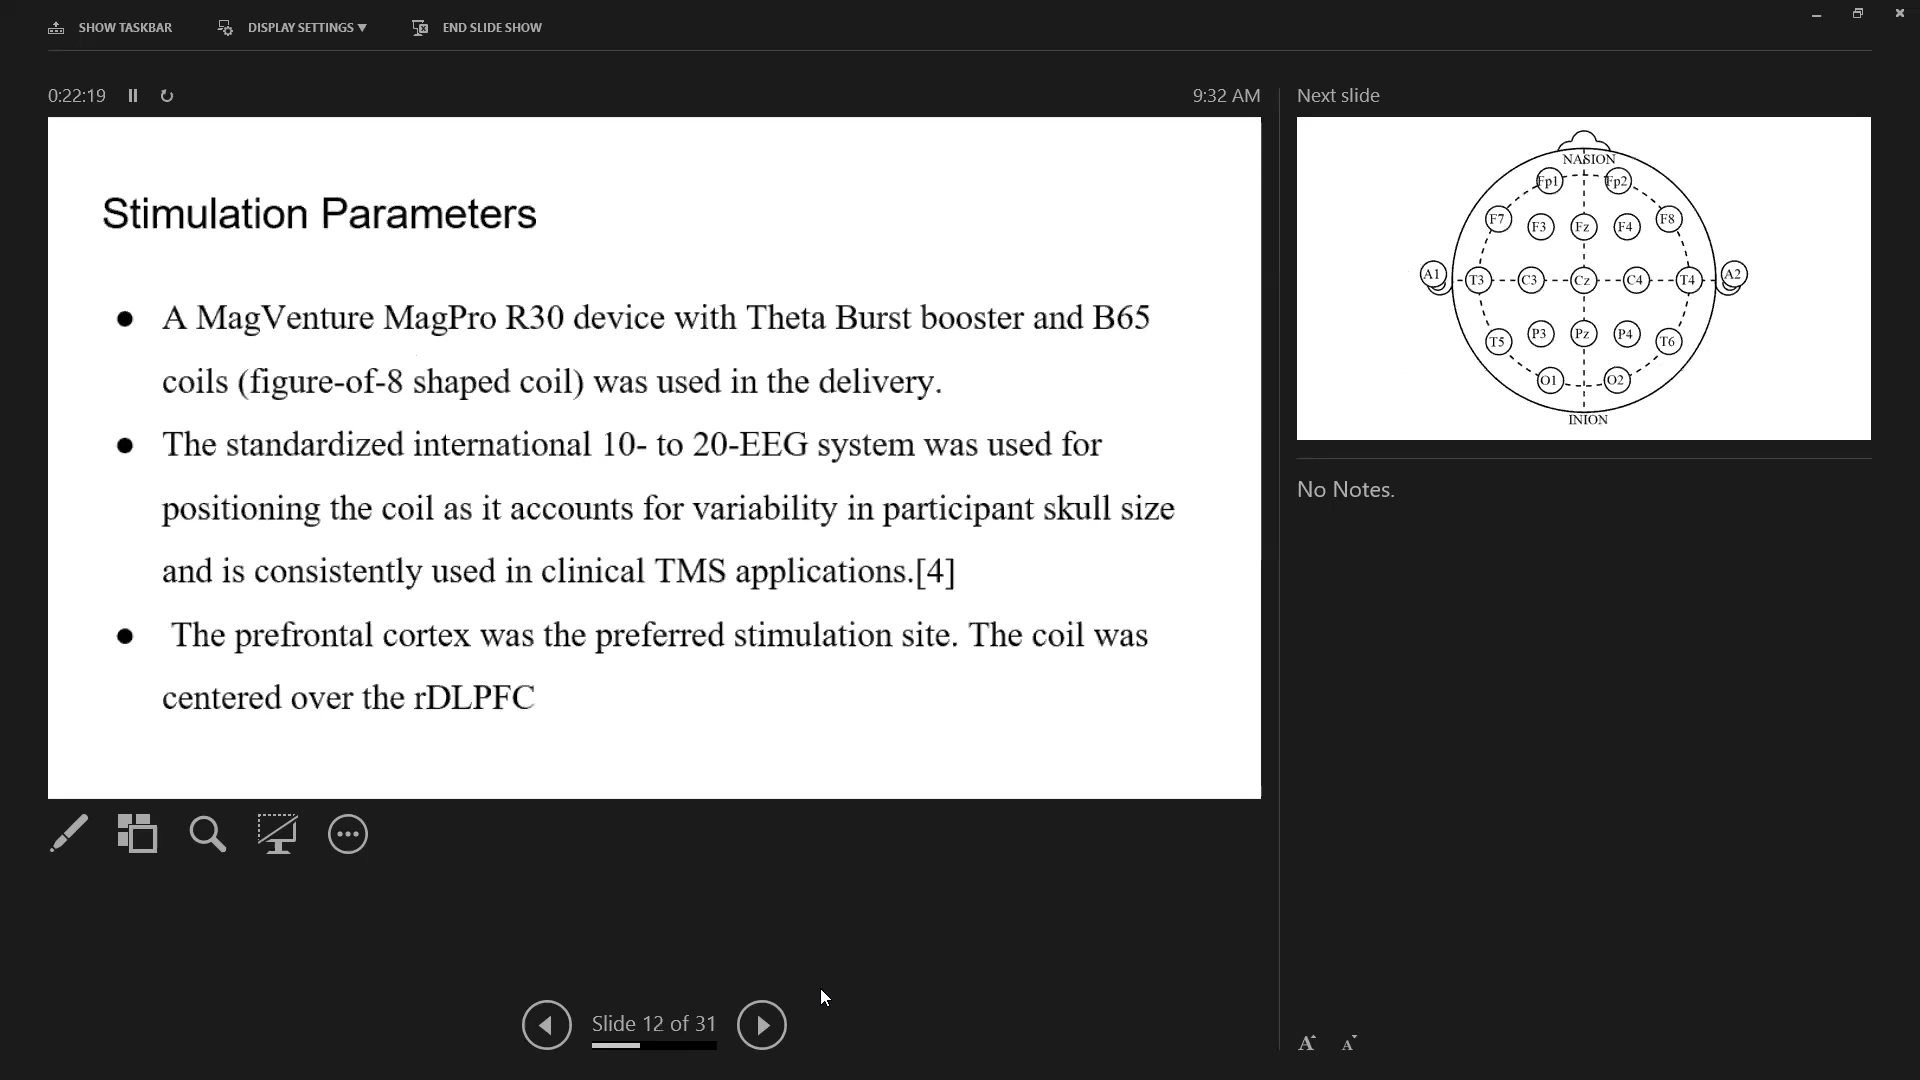 SHOW TASKBAR
DISPLAY SETTINGS
END SLIDE SHOW
0:22:19
9:32 AM
Stimulation Parameters
● A MagVenture MagPro R30 device with Theta Burst booster and B65
coils (figure-of-8 shaped coil) was used in the delivery.
● The standardized international 10- to 20-EEG system was used for
positioning the coil as it accounts for variability in participant skull size
and is consistently used in clinical TMS applications.[4]
● The prefrontal cortex was the preferred stimulation site. The coil was
centered over the rDLPFC
Slide 12 of 31
Next slide
NASION
Fp1 Fp2
F7 F3 Fz F4 F8
A1 T3 C3 Cz C4 T4 A2
T5 P3 Pz P4 T6
O1 O2
INION
No Notes.
A A